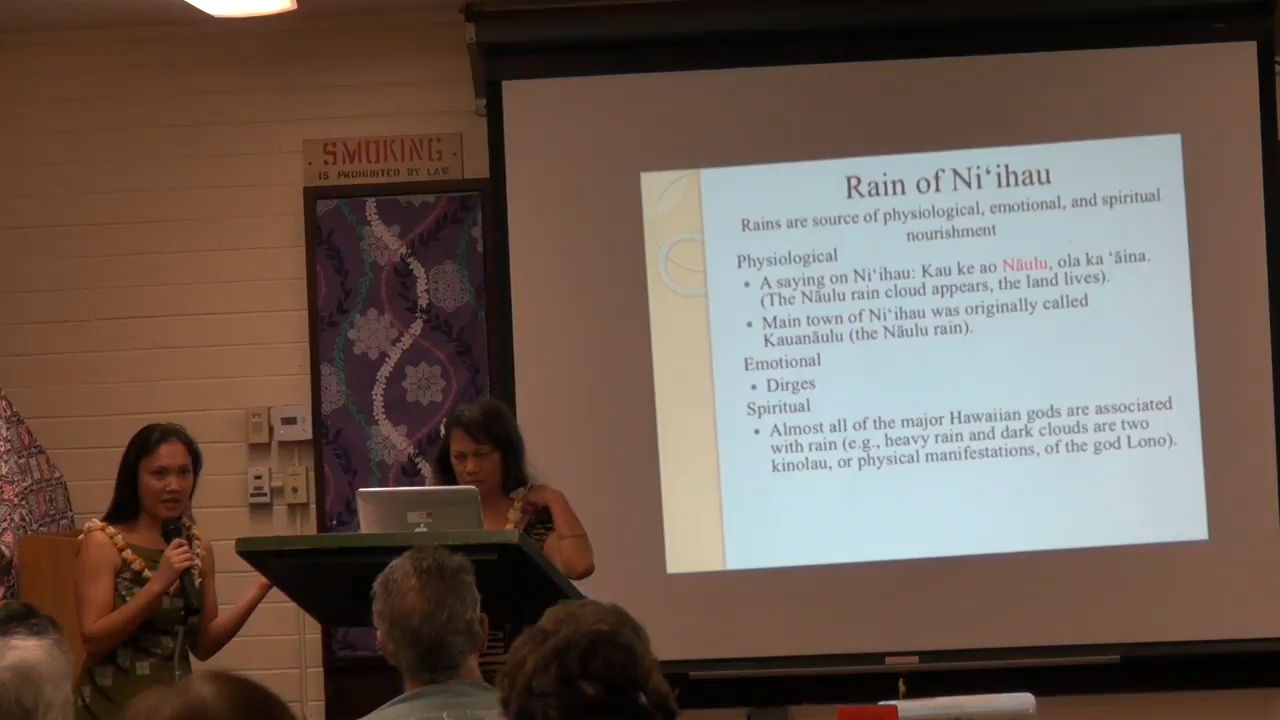 SMOKING
IS PROHIBITED BY LAW
Rain of Niʻihau
Rains are source of physiological, emotional, and spiritual
nourishment
Physiological
• A saying on Niʻihau: Kau ke ao Nāulu, ola ka ʻāina.
(The Nāulu rain cloud appears, the land lives).
• Main town of Niʻihau was originally called
Kauanāulu (the Nāulu rain).
Emotional
• Dirges
Spiritual
• Almost all of the major Hawaiian gods are associated
with rain (e.g., heavy rain and dark clouds are two
kinolau, or physical manifestations, of the god Lono).